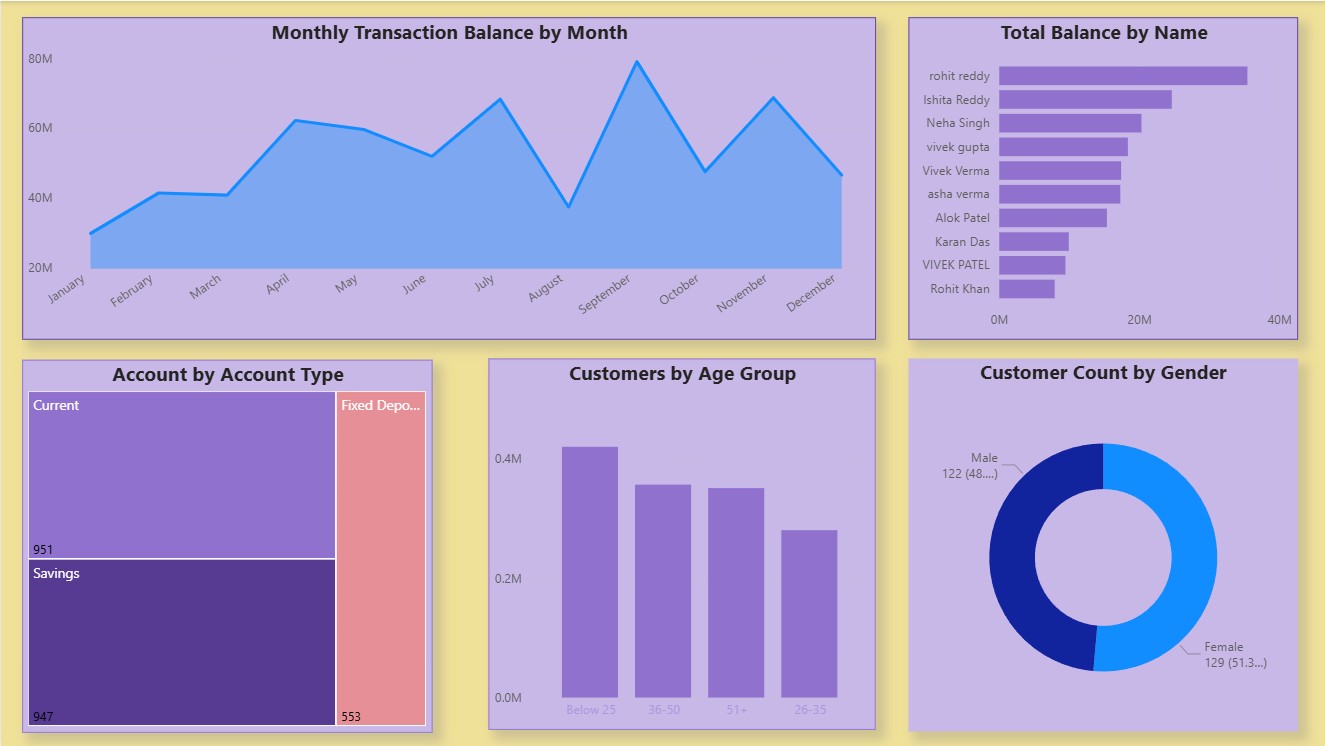 Monthly Transaction Balance by Month
80M
60M
40M
20M
January
February
March
April
May
June
July
August
September
October
November
December
Total Balance by Name
rohit reddy
Ishita Reddy
Neha Singh
vivek gupta
Vivek Verma
asha verma
Alok Patel
Karan Das
VIVEK PATEL
Rohit Khan
0M
20M
40M
Account by Account Type
Current
951
Savings
947
Fixed Depo...
553
Customers by Age Group
0.4M
0.2M
0.0M
Below 25
36-50
51+
26-35
Customer Count by Gender
Male
122 (48....)
Female
129 (51.3...)